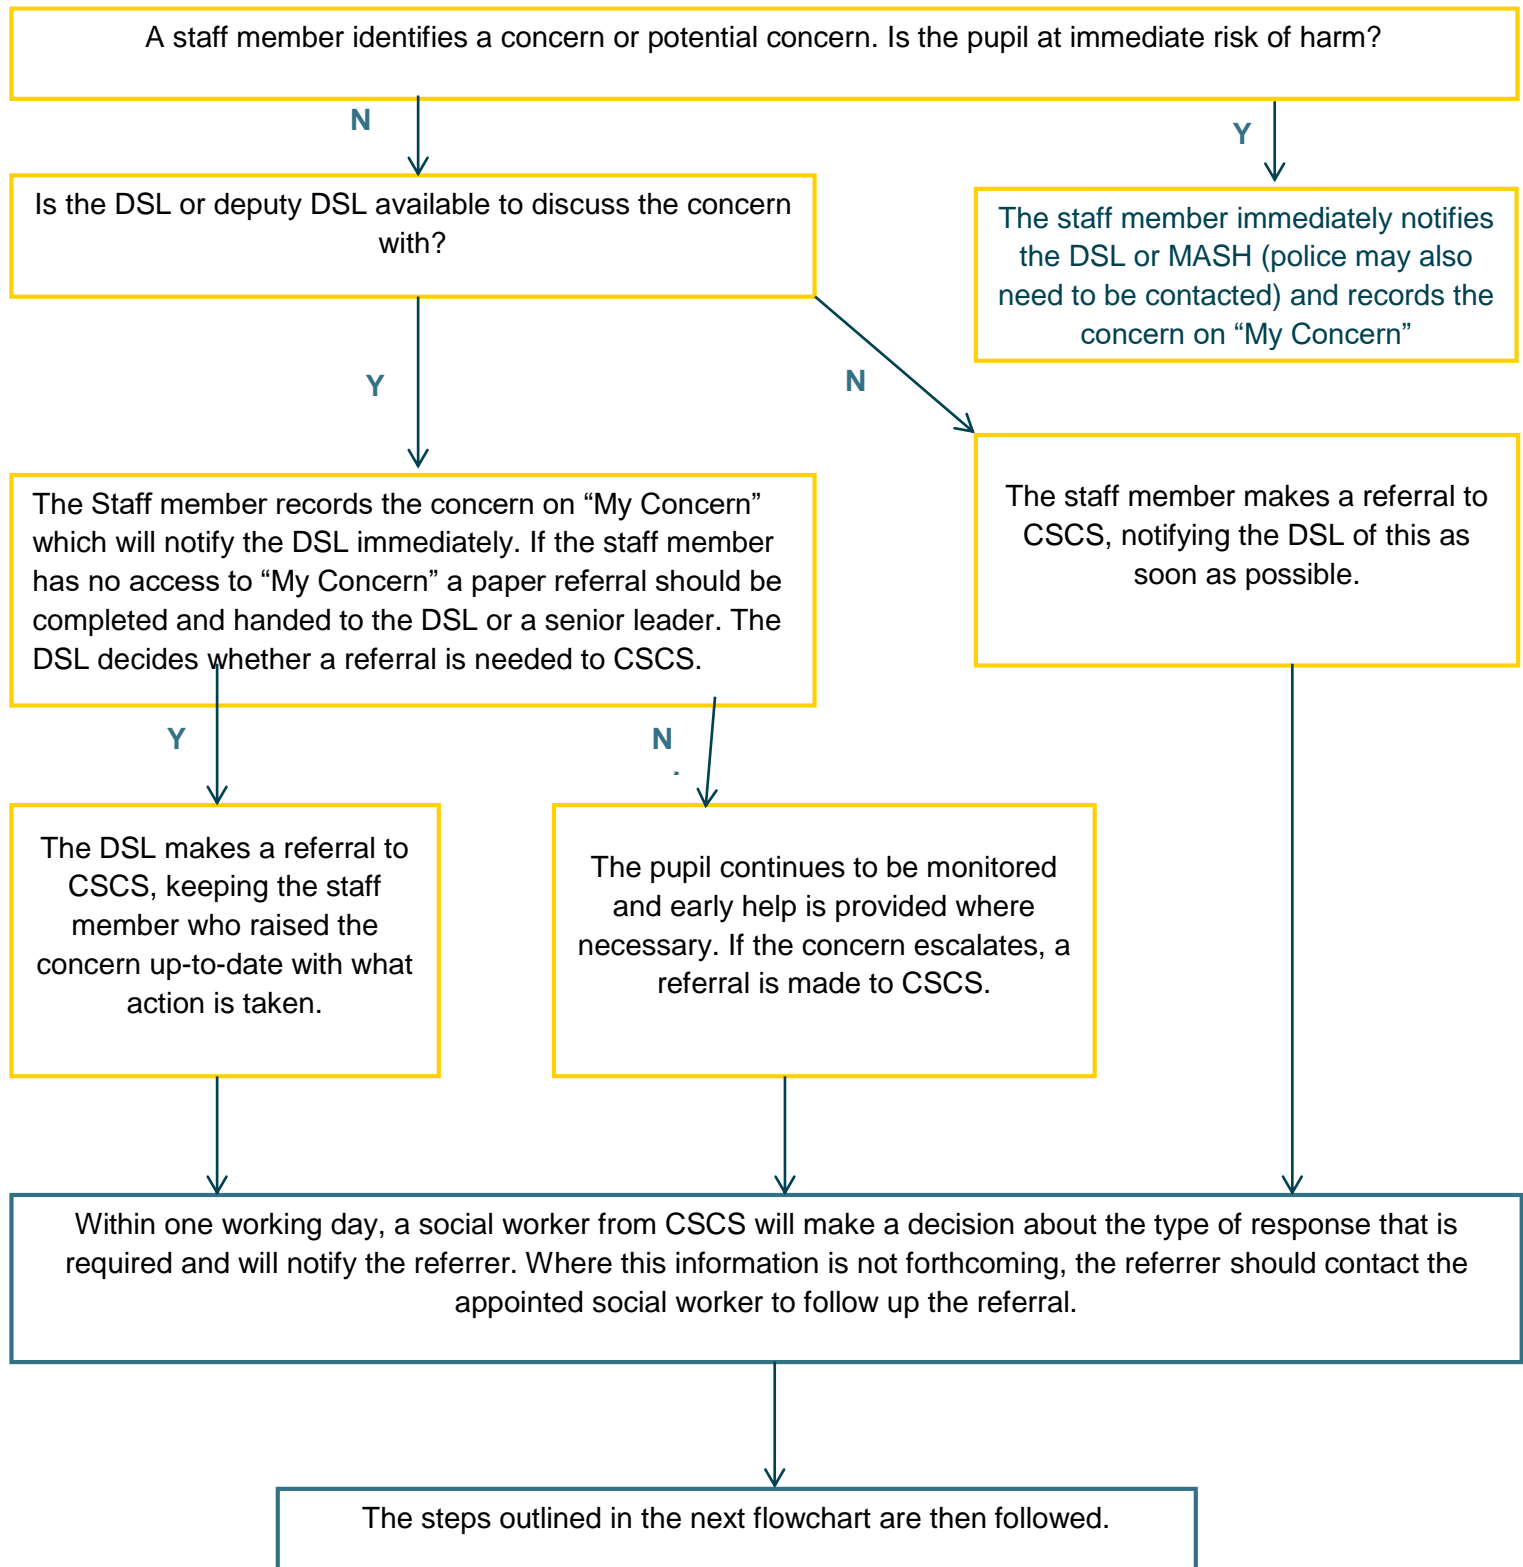 A staff member identifies a concern or potential concern. Is the pupil at immediate risk of harm?
N
Y
Is the DSL or deputy DSL available to discuss the concern
with?
The staff member immediately notifies
the DSL or MASH (police may also
need to be contacted) and records the
concern on “My Concern”
Y
N
The Staff member records the concern on “My Concern”
which will notify the DSL immediately. If the staff member
has no access to “My Concern” a paper referral should be
completed and handed to the DSL or a senior leader. The
DSL decides whether a referral is needed to CSCS.
The staff member makes a referral to
CSCS, notifying the DSL of this as
soon as possible.
Y
N
The DSL makes a referral to
CSCS, keeping the staff
member who raised the
concern up-to-date with what
action is taken.
The pupil continues to be monitored
and early help is provided where
necessary. If the concern escalates, a
referral is made to CSCS.
Within one working day, a social worker from CSCS will make a decision about the type of response that is
required and will notify the referrer. Where this information is not forthcoming, the referrer should contact the
appointed social worker to follow up the referral.
The steps outlined in the next flowchart are then followed.